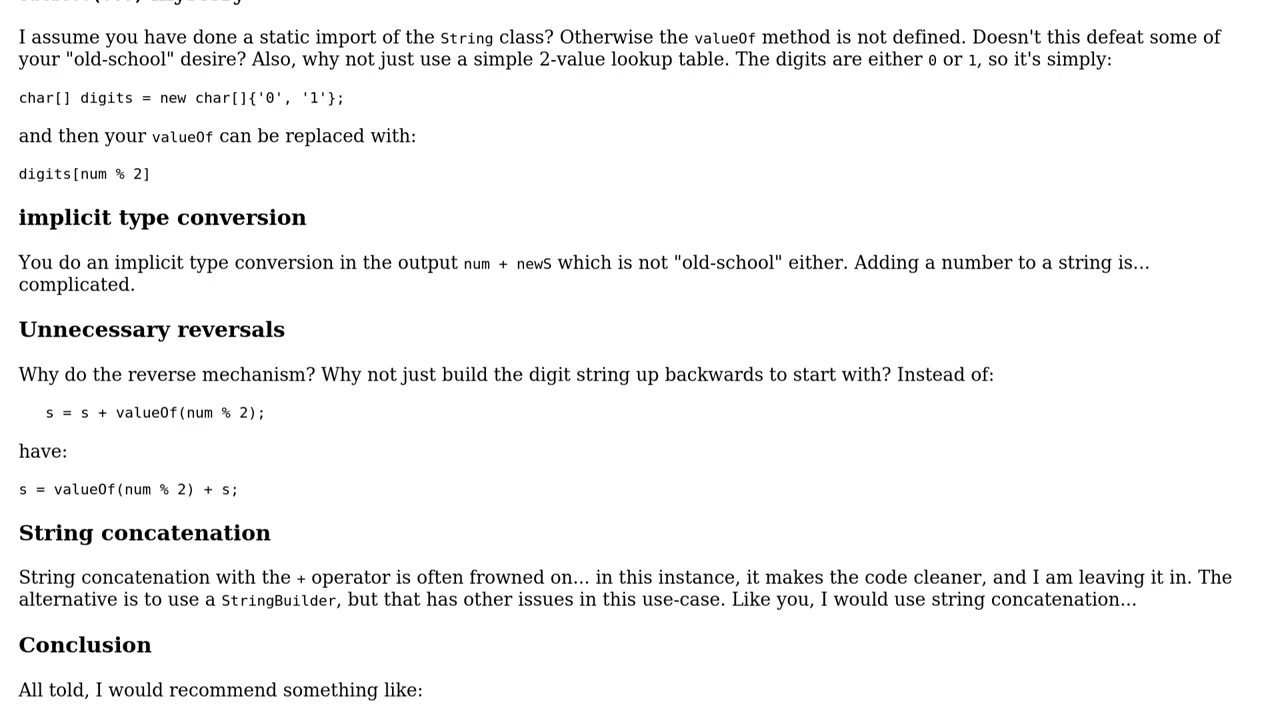 I assume you have done a static import of the String class? Otherwise the valueOf method is not defined. Doesn't this defeat some of
your "old-school" desire? Also, why not just use a simple 2-value lookup table. The digits are either 0 or 1, so it's simply:
char[] digits = new char[]{'0', '1'};
and then your valueOf can be replaced with:
digits[num % 2]
implicit type conversion
You do an implicit type conversion in the output num + newS which is not "old-school" either. Adding a number to a string is...
complicated.
Unnecessary reversals
Why do the reverse mechanism? Why not just build the digit string up backwards to start with? Instead of:
s = s + valueOf(num % 2);
have:
s = valueOf(num % 2) + s;
String concatenation
String concatenation with the + operator is often frowned on... in this instance, it makes the code cleaner, and I am leaving it in. The
alternative is to use a StringBuilder, but that has other issues in this use-case. Like you, I would use string concatenation...
Conclusion
All told, I would recommend something like: